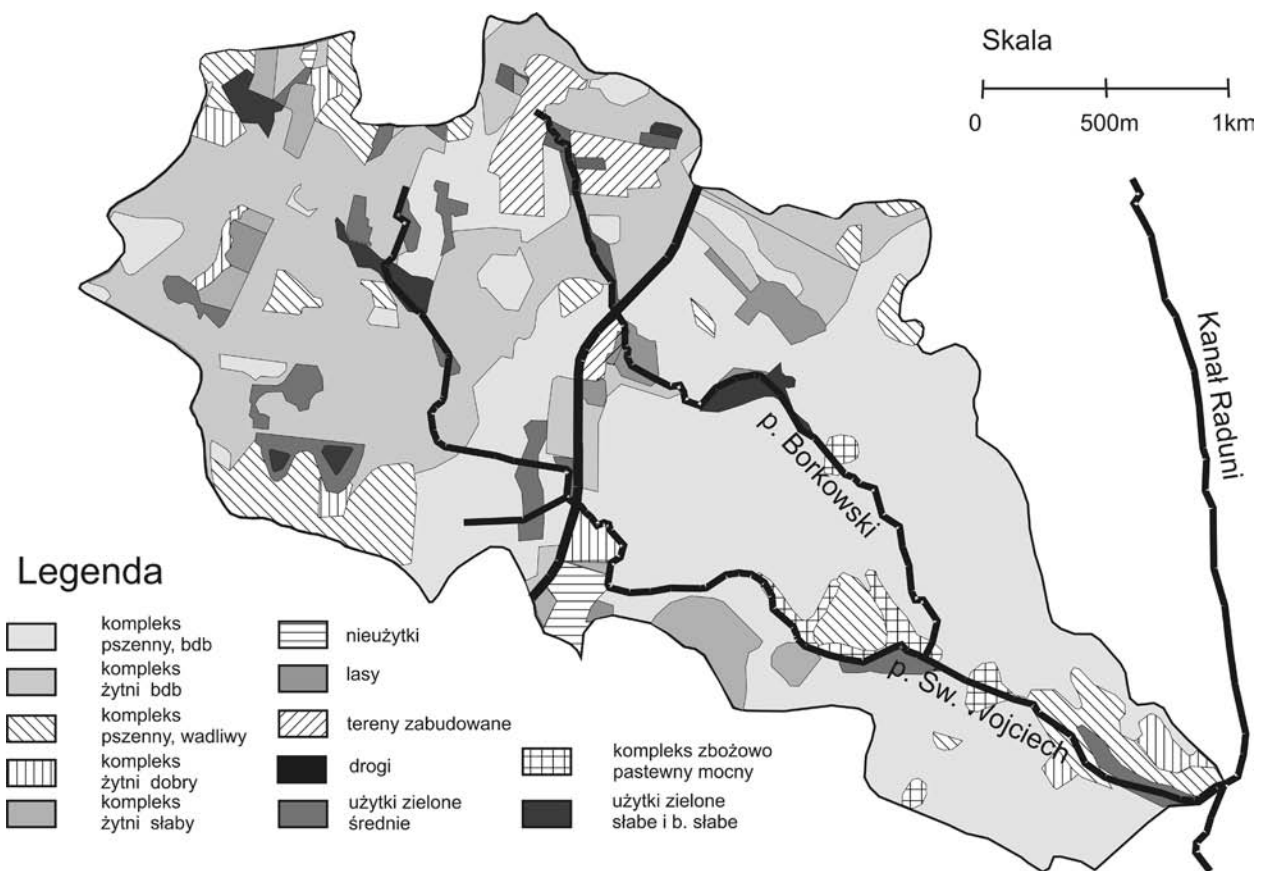 Skala
0 500m 1km
Kanał Raduni
p. Borkowski
p. Św. Wojciech
Legenda
kompleks
pszenny, bdb
kompleks
żytni bdb
kompleks
pszenny, wadliwy
kompleks
żytni dobry
kompleks
żytni słaby
nieużytki
lasy
tereny zabudowane
drogi
użytki zielone
średnie
kompleks zbożowo
pastewny mocny
użytki zielone
słabe i b. słabe